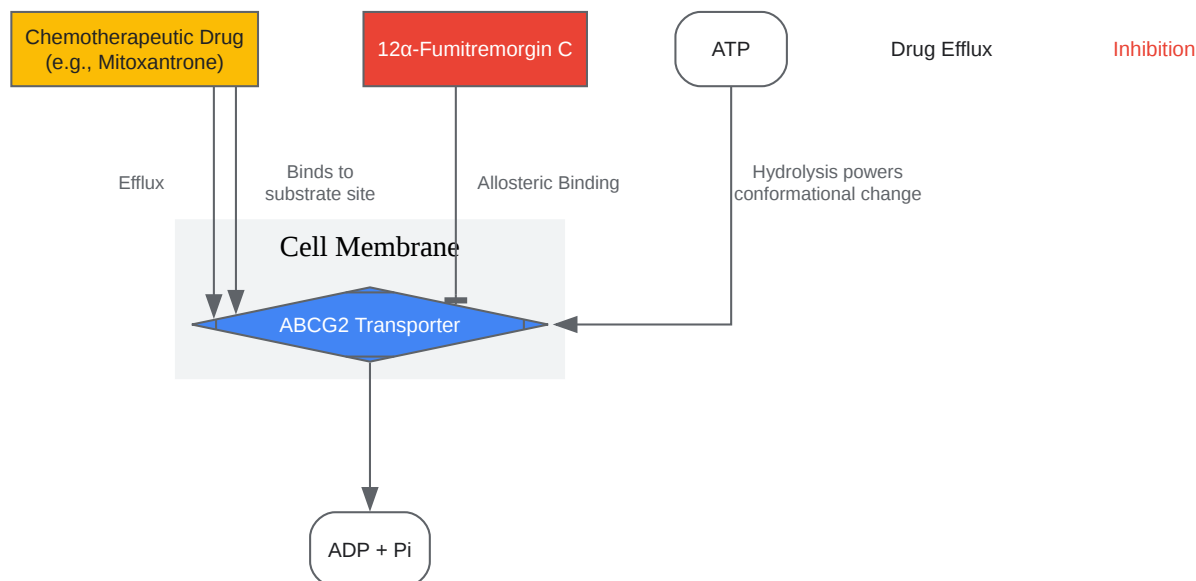 Chemotherapeutic Drug
(e.g., Mitoxantrone)
12α-Fumitremorgin C
ATP
Drug Efflux
Inhibition
Efflux
Binds to
substrate site
Allosteric Binding
Hydrolysis powers
conformational change
Cell Membrane
ABCG2 Transporter
ADP + Pi